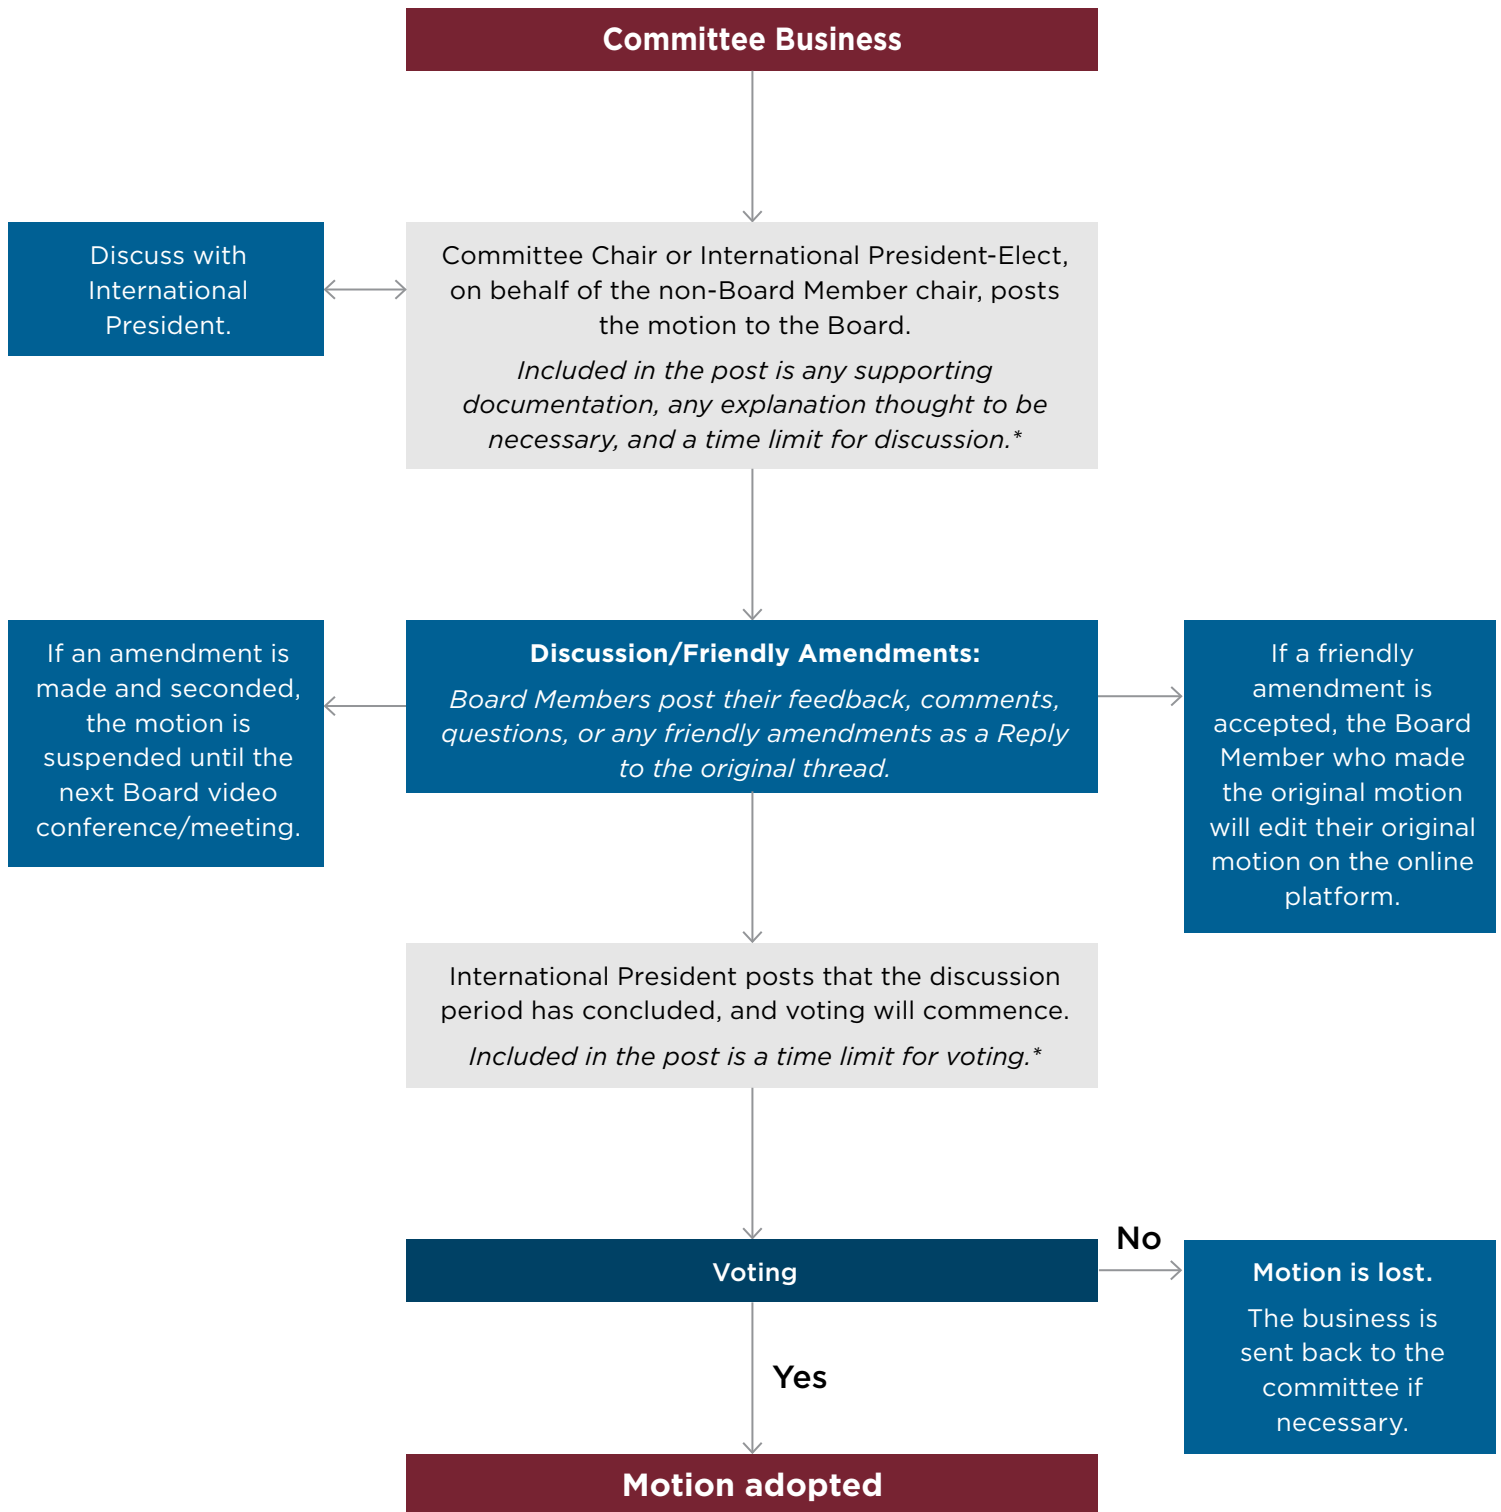 Committee Business
Discuss with
International
President.
Committee Chair or International President-Elect,
on behalf of the non-Board Member chair, posts
the motion to the Board.
Included in the post is any supporting
documentation, any explanation thought to be
necessary, and a time limit for discussion.*
If an amendment is
made and seconded,
the motion is
suspended until the
next Board video
conference/meeting.
Discussion/Friendly Amendments:
Board Members post their feedback, comments,
questions, or any friendly amendments as a Reply
to the original thread.
If a friendly
amendment is
accepted, the Board
Member who made
the original motion
will edit their original
motion on the online
platform.
International President posts that the discussion
period has concluded, and voting will commence.
Included in the post is a time limit for voting.*
Voting
No
Motion is lost.
The business is
sent back to the
committee if
necessary.
Yes
Motion adopted